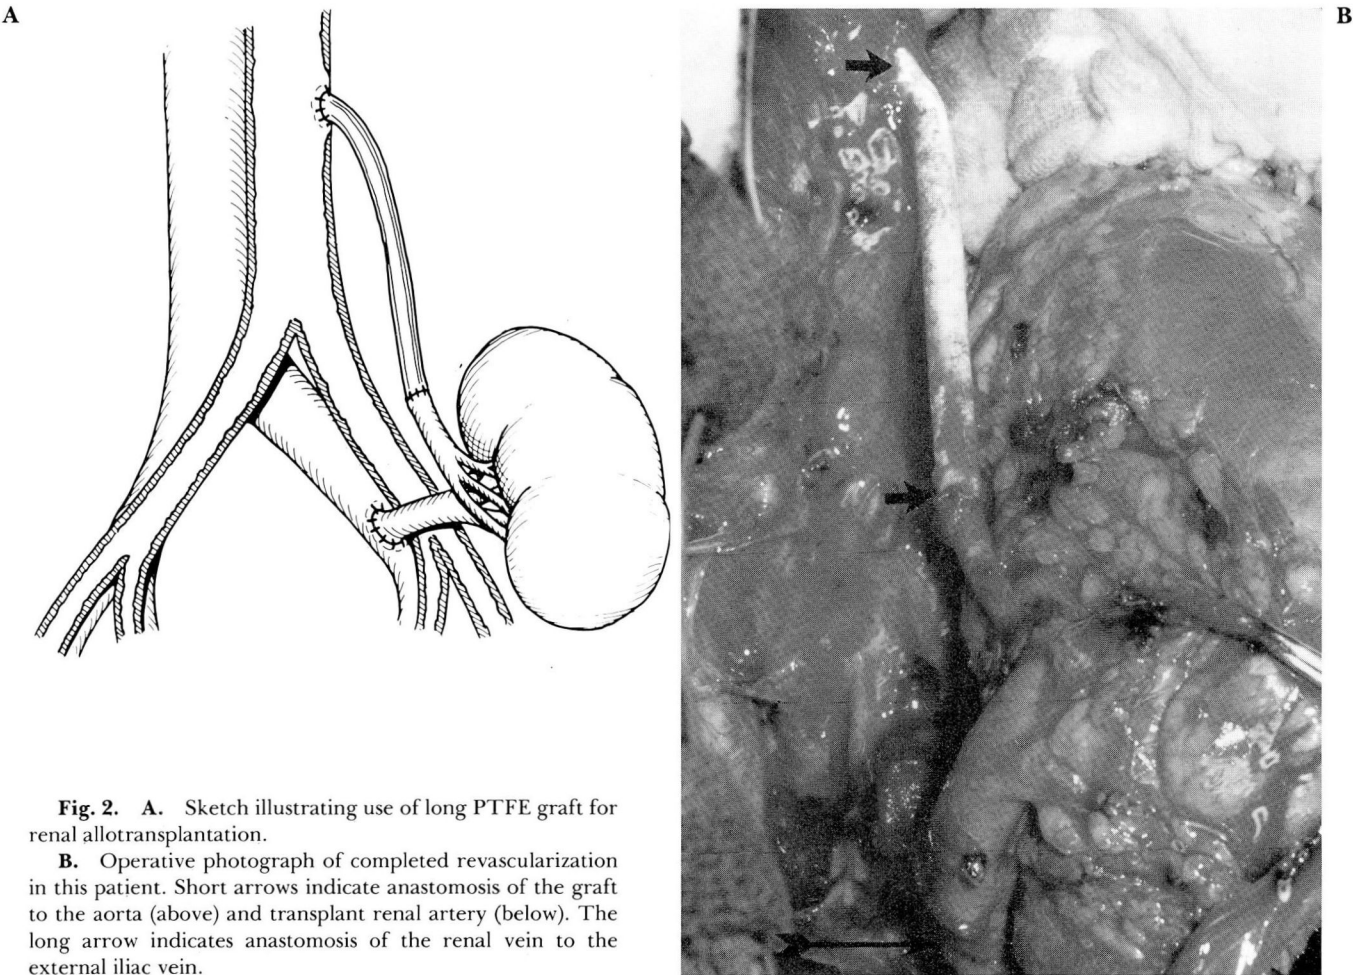 A
B
Fig. 2. A. Sketch illustrating use of long PTFE graft for
renal allotransplantation.
B. Operative photograph of completed revascularization
in this patient. Short arrows indicate anastomosis of the graft
to the aorta (above) and transplant renal artery (below). The
long arrow indicates anastomosis of the renal vein to the
external iliac vein.